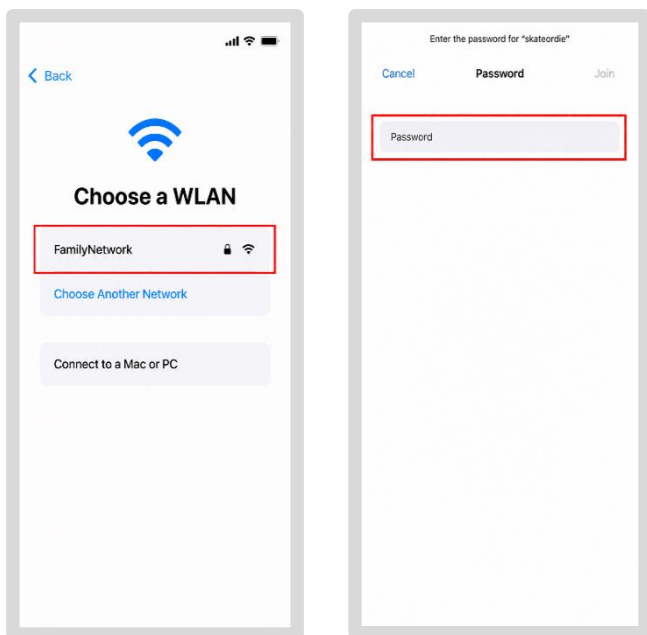 Back
Choose a WLAN
FamilyNetwork
Choose Another Network
Connect to a Mac or PC
Enter the password for “skateordie”
Cancel Password Join
Password